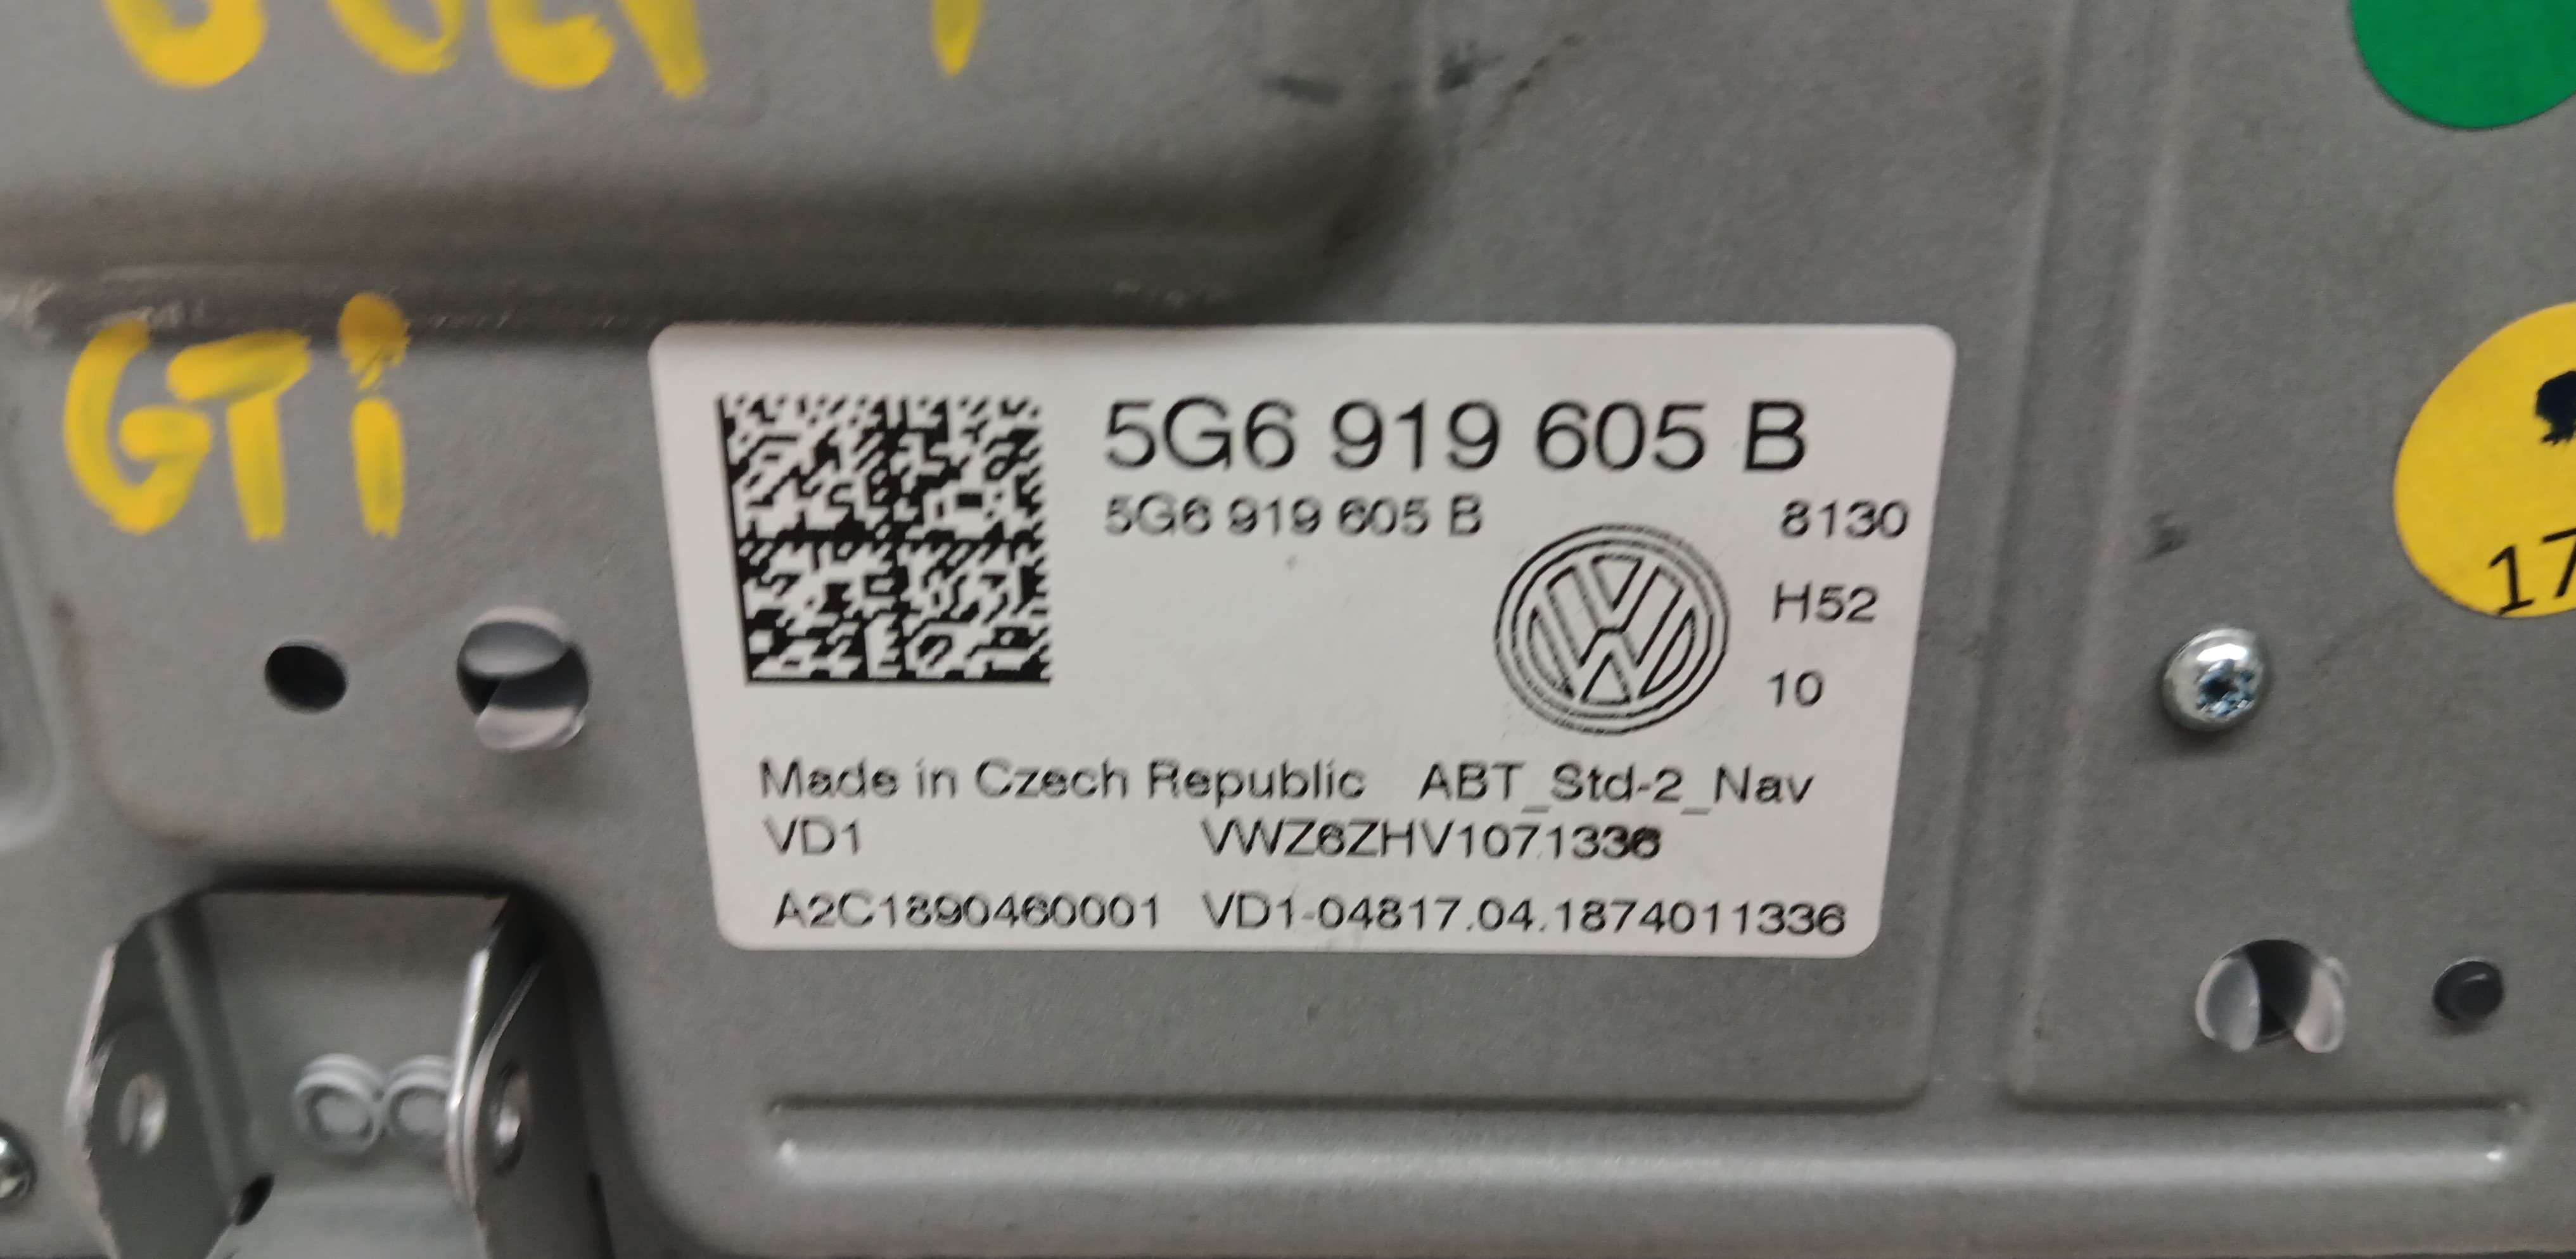 GTi
5G6 919 605 B
5G6 919 605 B
8130
H52
10
Made in Czech Republic ABT_Std-2_Nav
VD1 VWZ6ZHV1071336
A2C1890460001 VD1-04817.04.1874011336
17